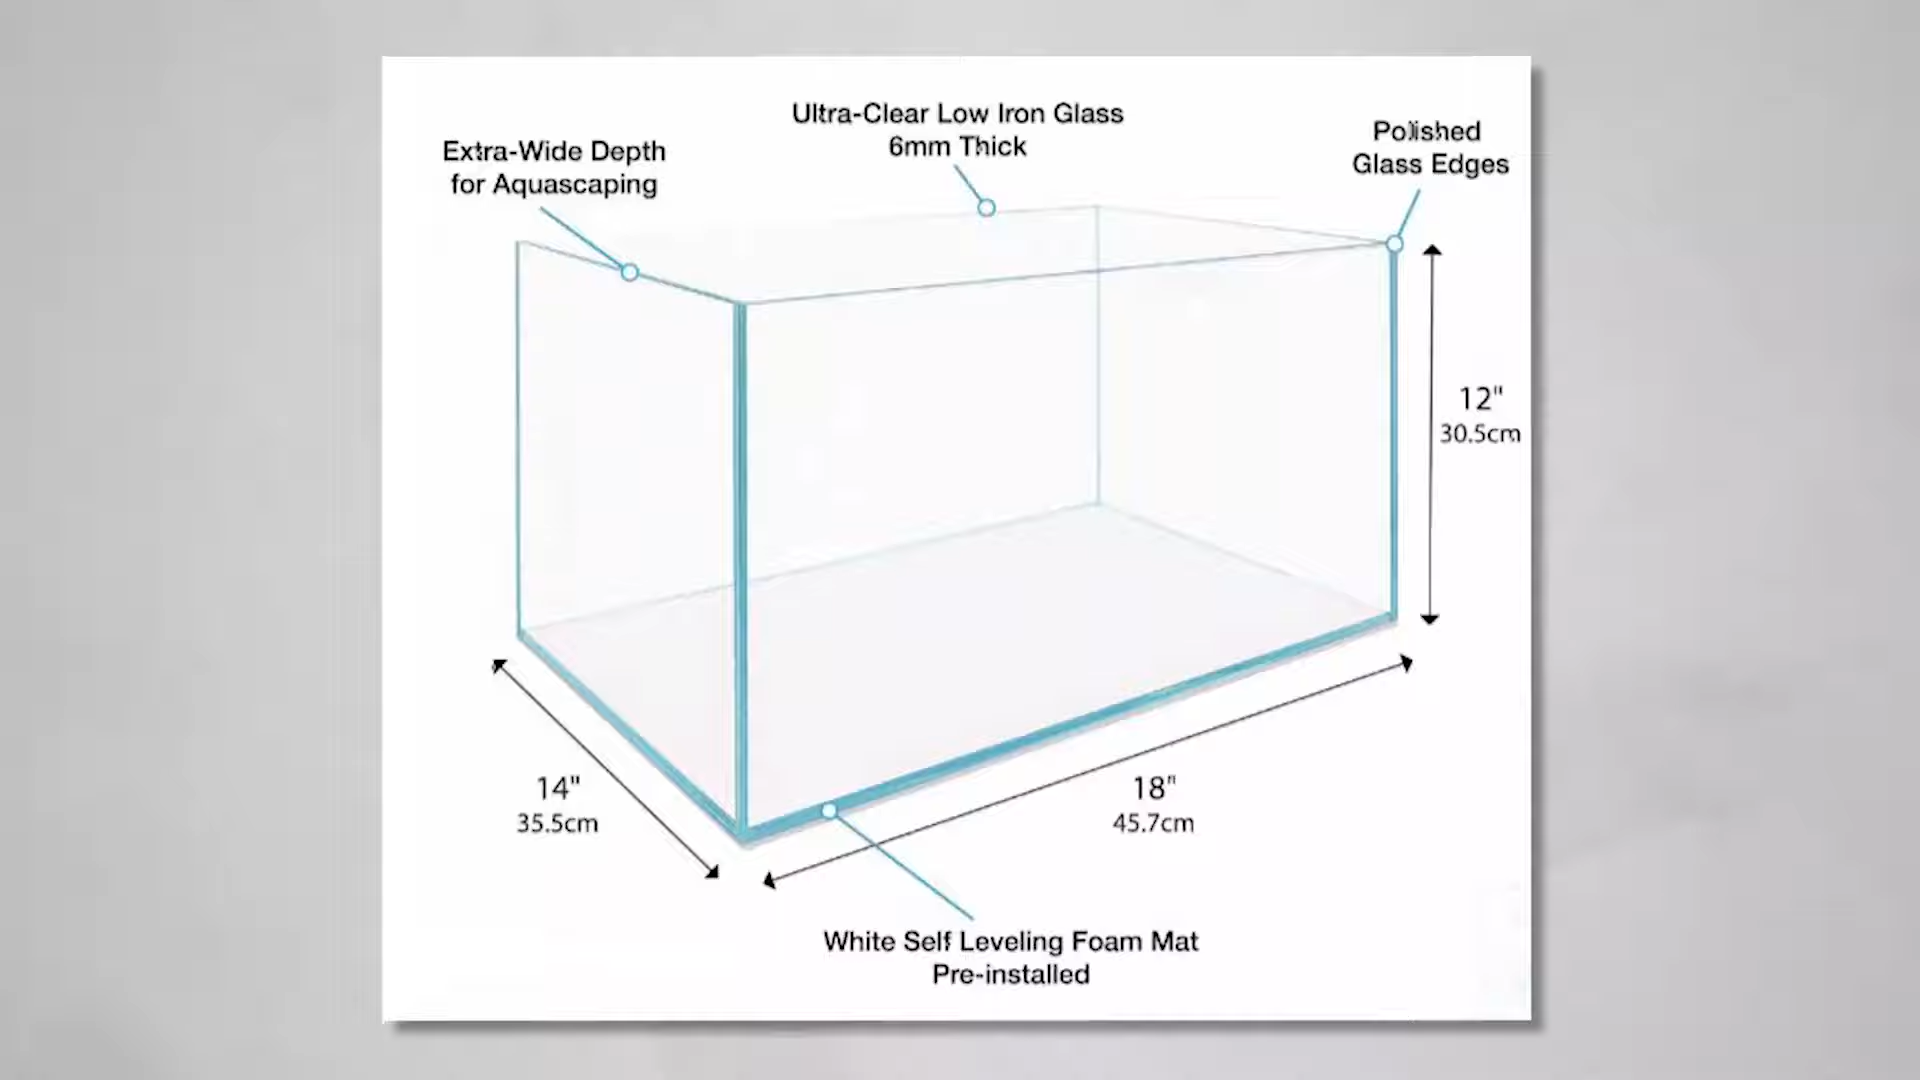 Extra-Wide Depth
for Aquascaping
Ultra-Clear Low Iron Glass
6mm Thick
Polished
Glass Edges
12"
30.5cm
14"
35.5cm
18"
45.7cm
White Self Leveling Foam Mat
Pre-installed